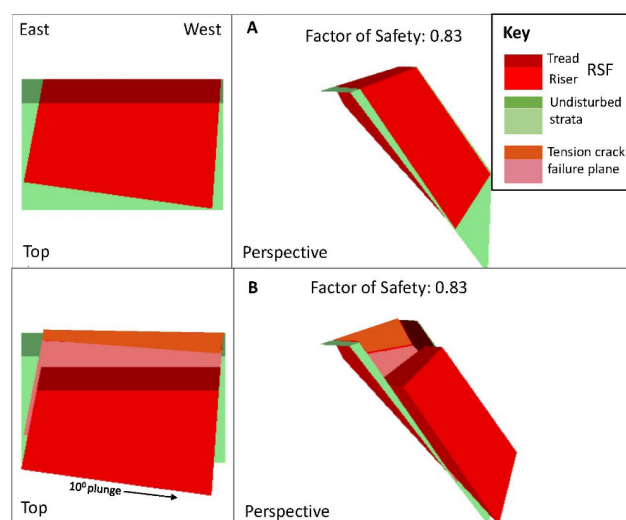 East West
A
Factor of Safety: 0.83
Key
Tread
Riser
RSF
Undisturbed
strata
Tension crack
failure plane
Top
Perspective
B
Factor of Safety: 0.83
10⁰ plunge
Top
Perspective